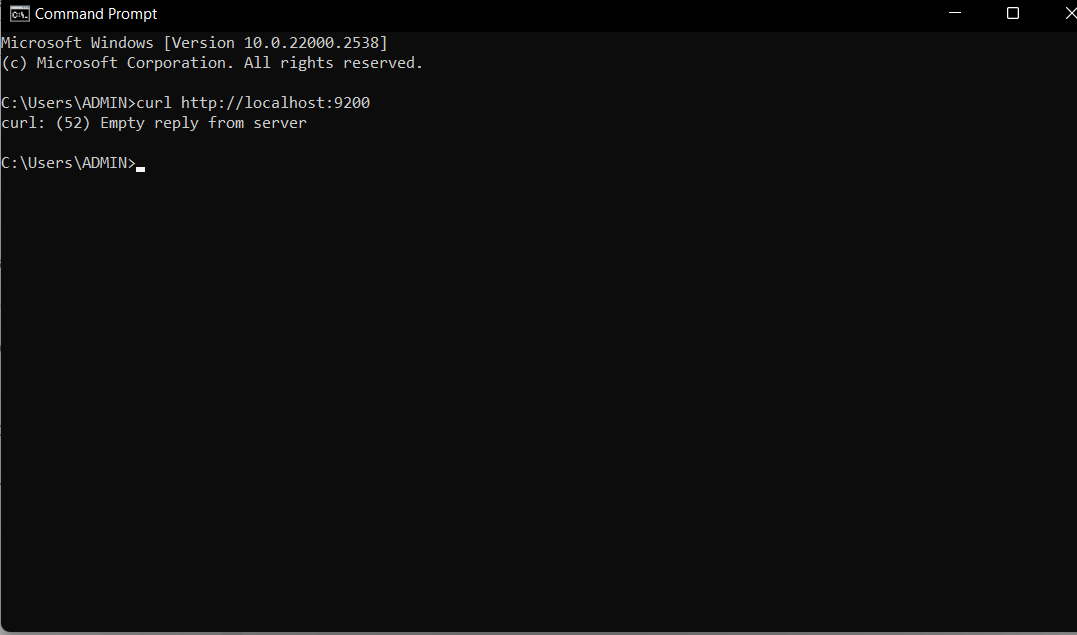 Command Prompt
Microsoft Windows [Version 10.0.22000.2538]
(c) Microsoft Corporation. All rights reserved.
C:\Users\ADMIN>curl http://localhost:9200
curl: (52) Empty reply from server
C:\Users\ADMIN>